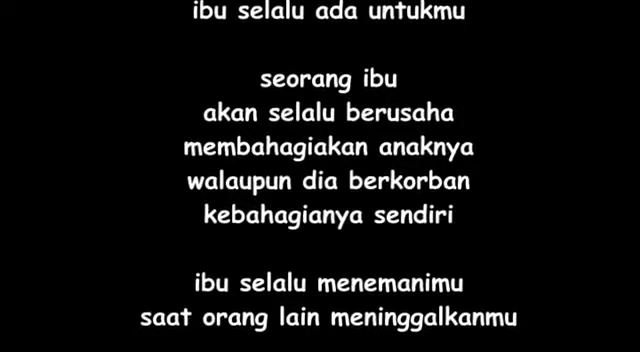 ibu selalu ada untukmu
seorang ibu
akan selalu berusaha
membahagiakan anaknya
walaupun dia berkorban
kebahagianya sendiri
ibu selalu menemanimu
saat orang lain meninggalkanmu